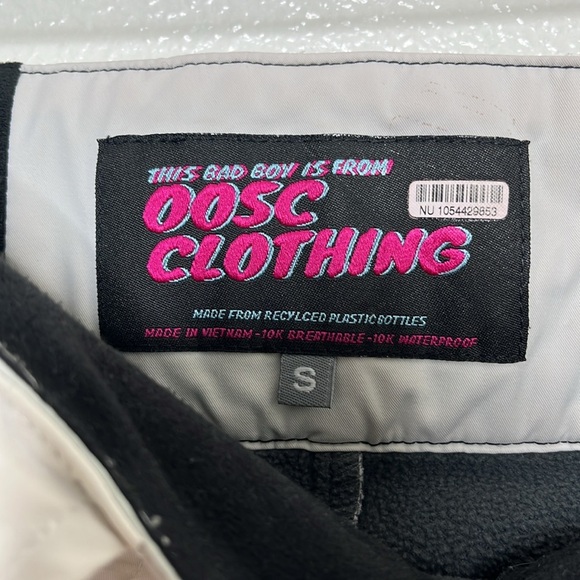 THIS BAD BOY IS FROM
OOSC
CLOTHING
NU 1054429853
MADE FROM RECYLCED PLASTIC BOTTLES
MADE IN VIETNAM - 10K BREATHABLE - 10K WATERPROOF
S